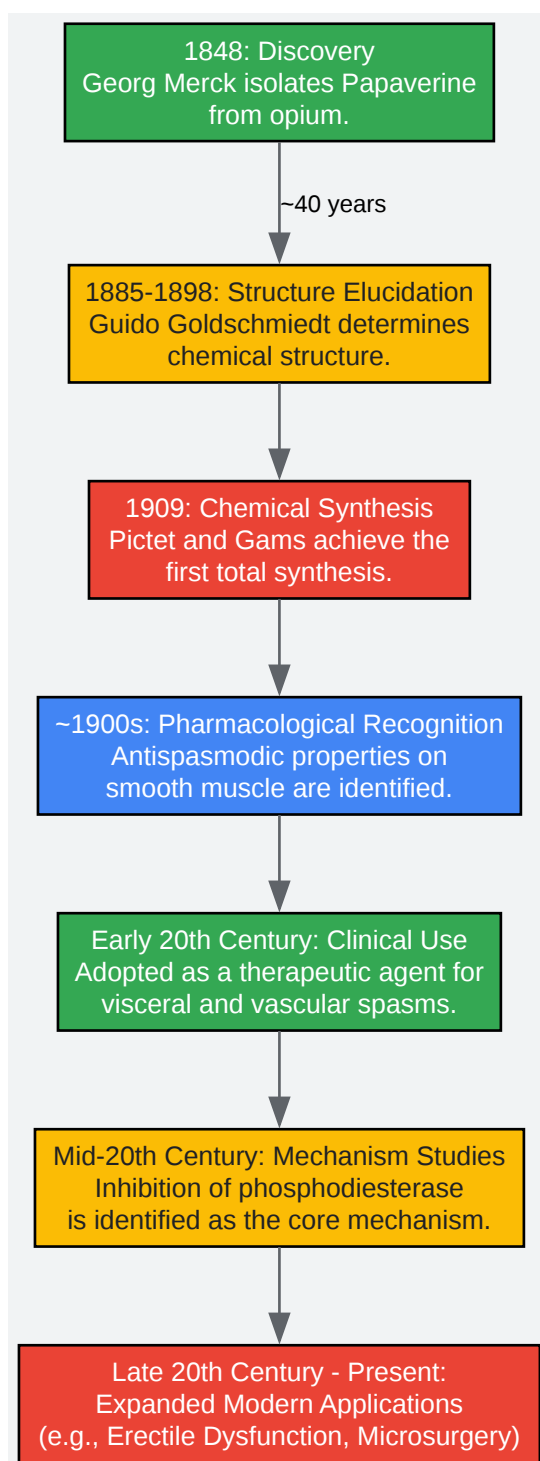 1848: Discovery
Georg Merck isolates Papaverine
from opium.
~40 years
1885-1898: Structure Elucidation
Guido Goldschmiedt determines
chemical structure.
1909: Chemical Synthesis
Pictet and Gams achieve the
first total synthesis.
~1900s: Pharmacological Recognition
Antispasmodic properties on
smooth muscle are identified.
Early 20th Century: Clinical Use
Adopted as a therapeutic agent for
visceral and vascular spasms.
Mid-20th Century: Mechanism Studies
Inhibition of phosphodiesterase
is identified as the core mechanism.
Late 20th Century - Present:
Expanded Modern Applications
(e.g., Erectile Dysfunction, Microsurgery)